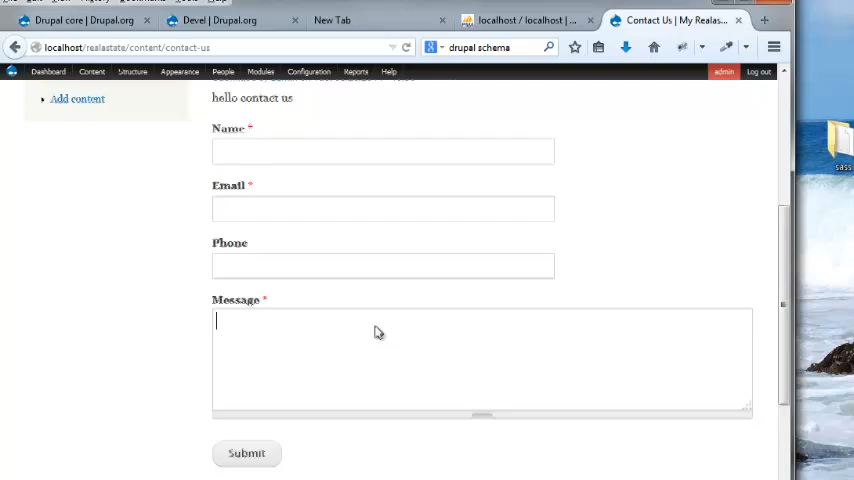 Drupal core | Drupal.org
Devel | Drupal.org
New Tab
localhost / localhost | ...
Contact Us | My Realas...
localhost/realastate/content/contact-us
drupal schema
Dashboard Content Structure Appearance People Modules Configuration Reports Help
admin Log out
Add content
hello contact us
Name *
Email *
Phone
Message *
Submit
sass